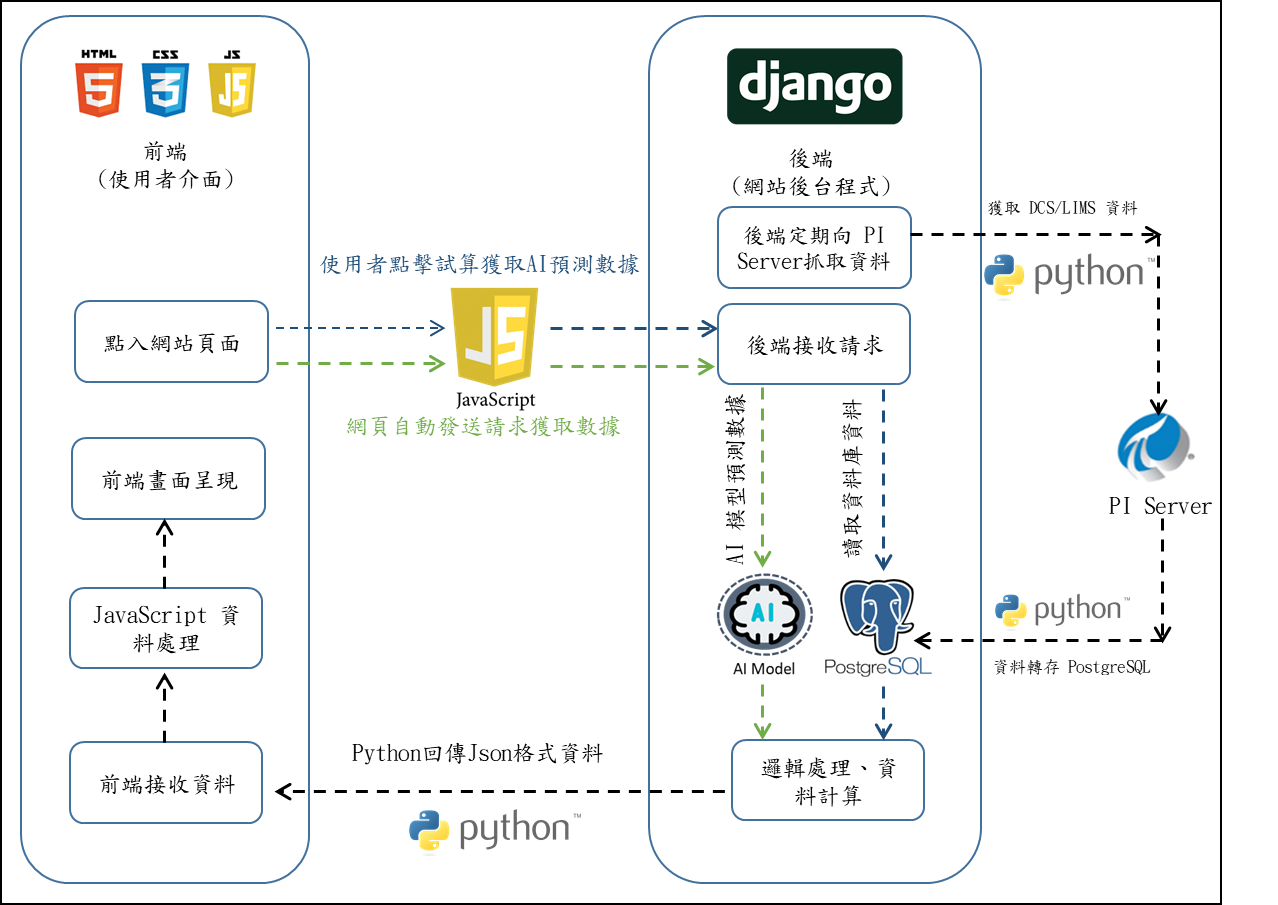 HTML CSS JS
5 3 JS
前端
(使用者介面)
django
後端
(網站後台程式)
後端定期向 PI
Server抓取資料
獲取 DCS/LIMS 資料
python™
使用者點擊試算獲取AI預測數據
JS
JavaScript
網頁自動發送請求獲取數據
點入網站頁面
後端接收請求
AI 模型預測數據
讀取資料庫資料
PI Server
前端畫面呈現
AI
AI Model
PostgreSQL
python™
資料轉存 PostgreSQL
JavaScript 資
料處理
Python回傳Json格式資料
python™
前端接收資料
邏輯處理、資
料計算